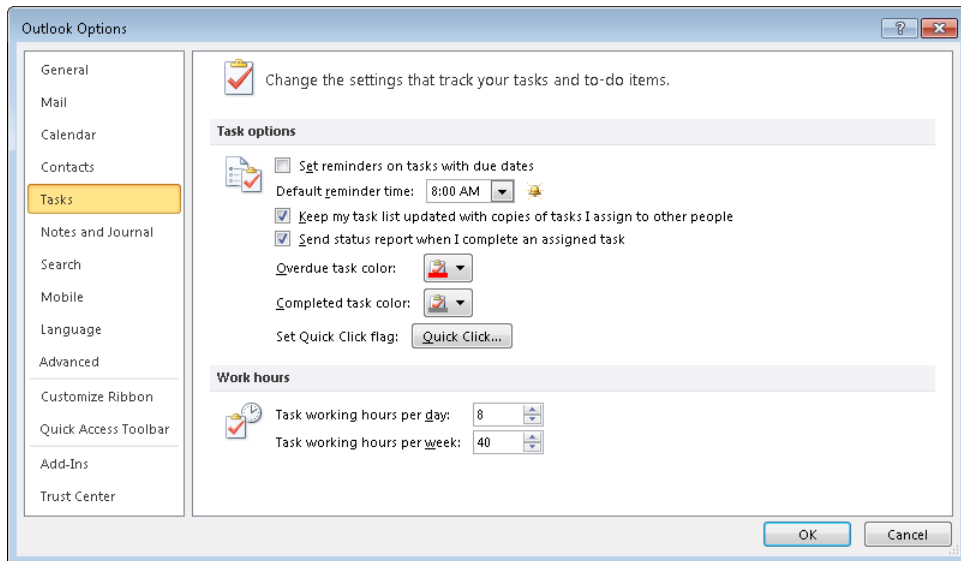 Outlook Options
General
Mail
Calendar
Contacts
Tasks
Notes and Journal
Search
Mobile
Language
Advanced
Customize Ribbon
Quick Access Toolbar
Add-Ins
Trust Center
Change the settings that track your tasks and to-do items.
Task options
Set reminders on tasks with due dates
Default reminder time: 8:00 AM
Keep my task list updated with copies of tasks I assign to other people
Send status report when I complete an assigned task
Overdue task color:
Completed task color:
Set Quick Click flag: Quick Click...
Work hours
Task working hours per day: 8
Task working hours per week: 40
OK Cancel